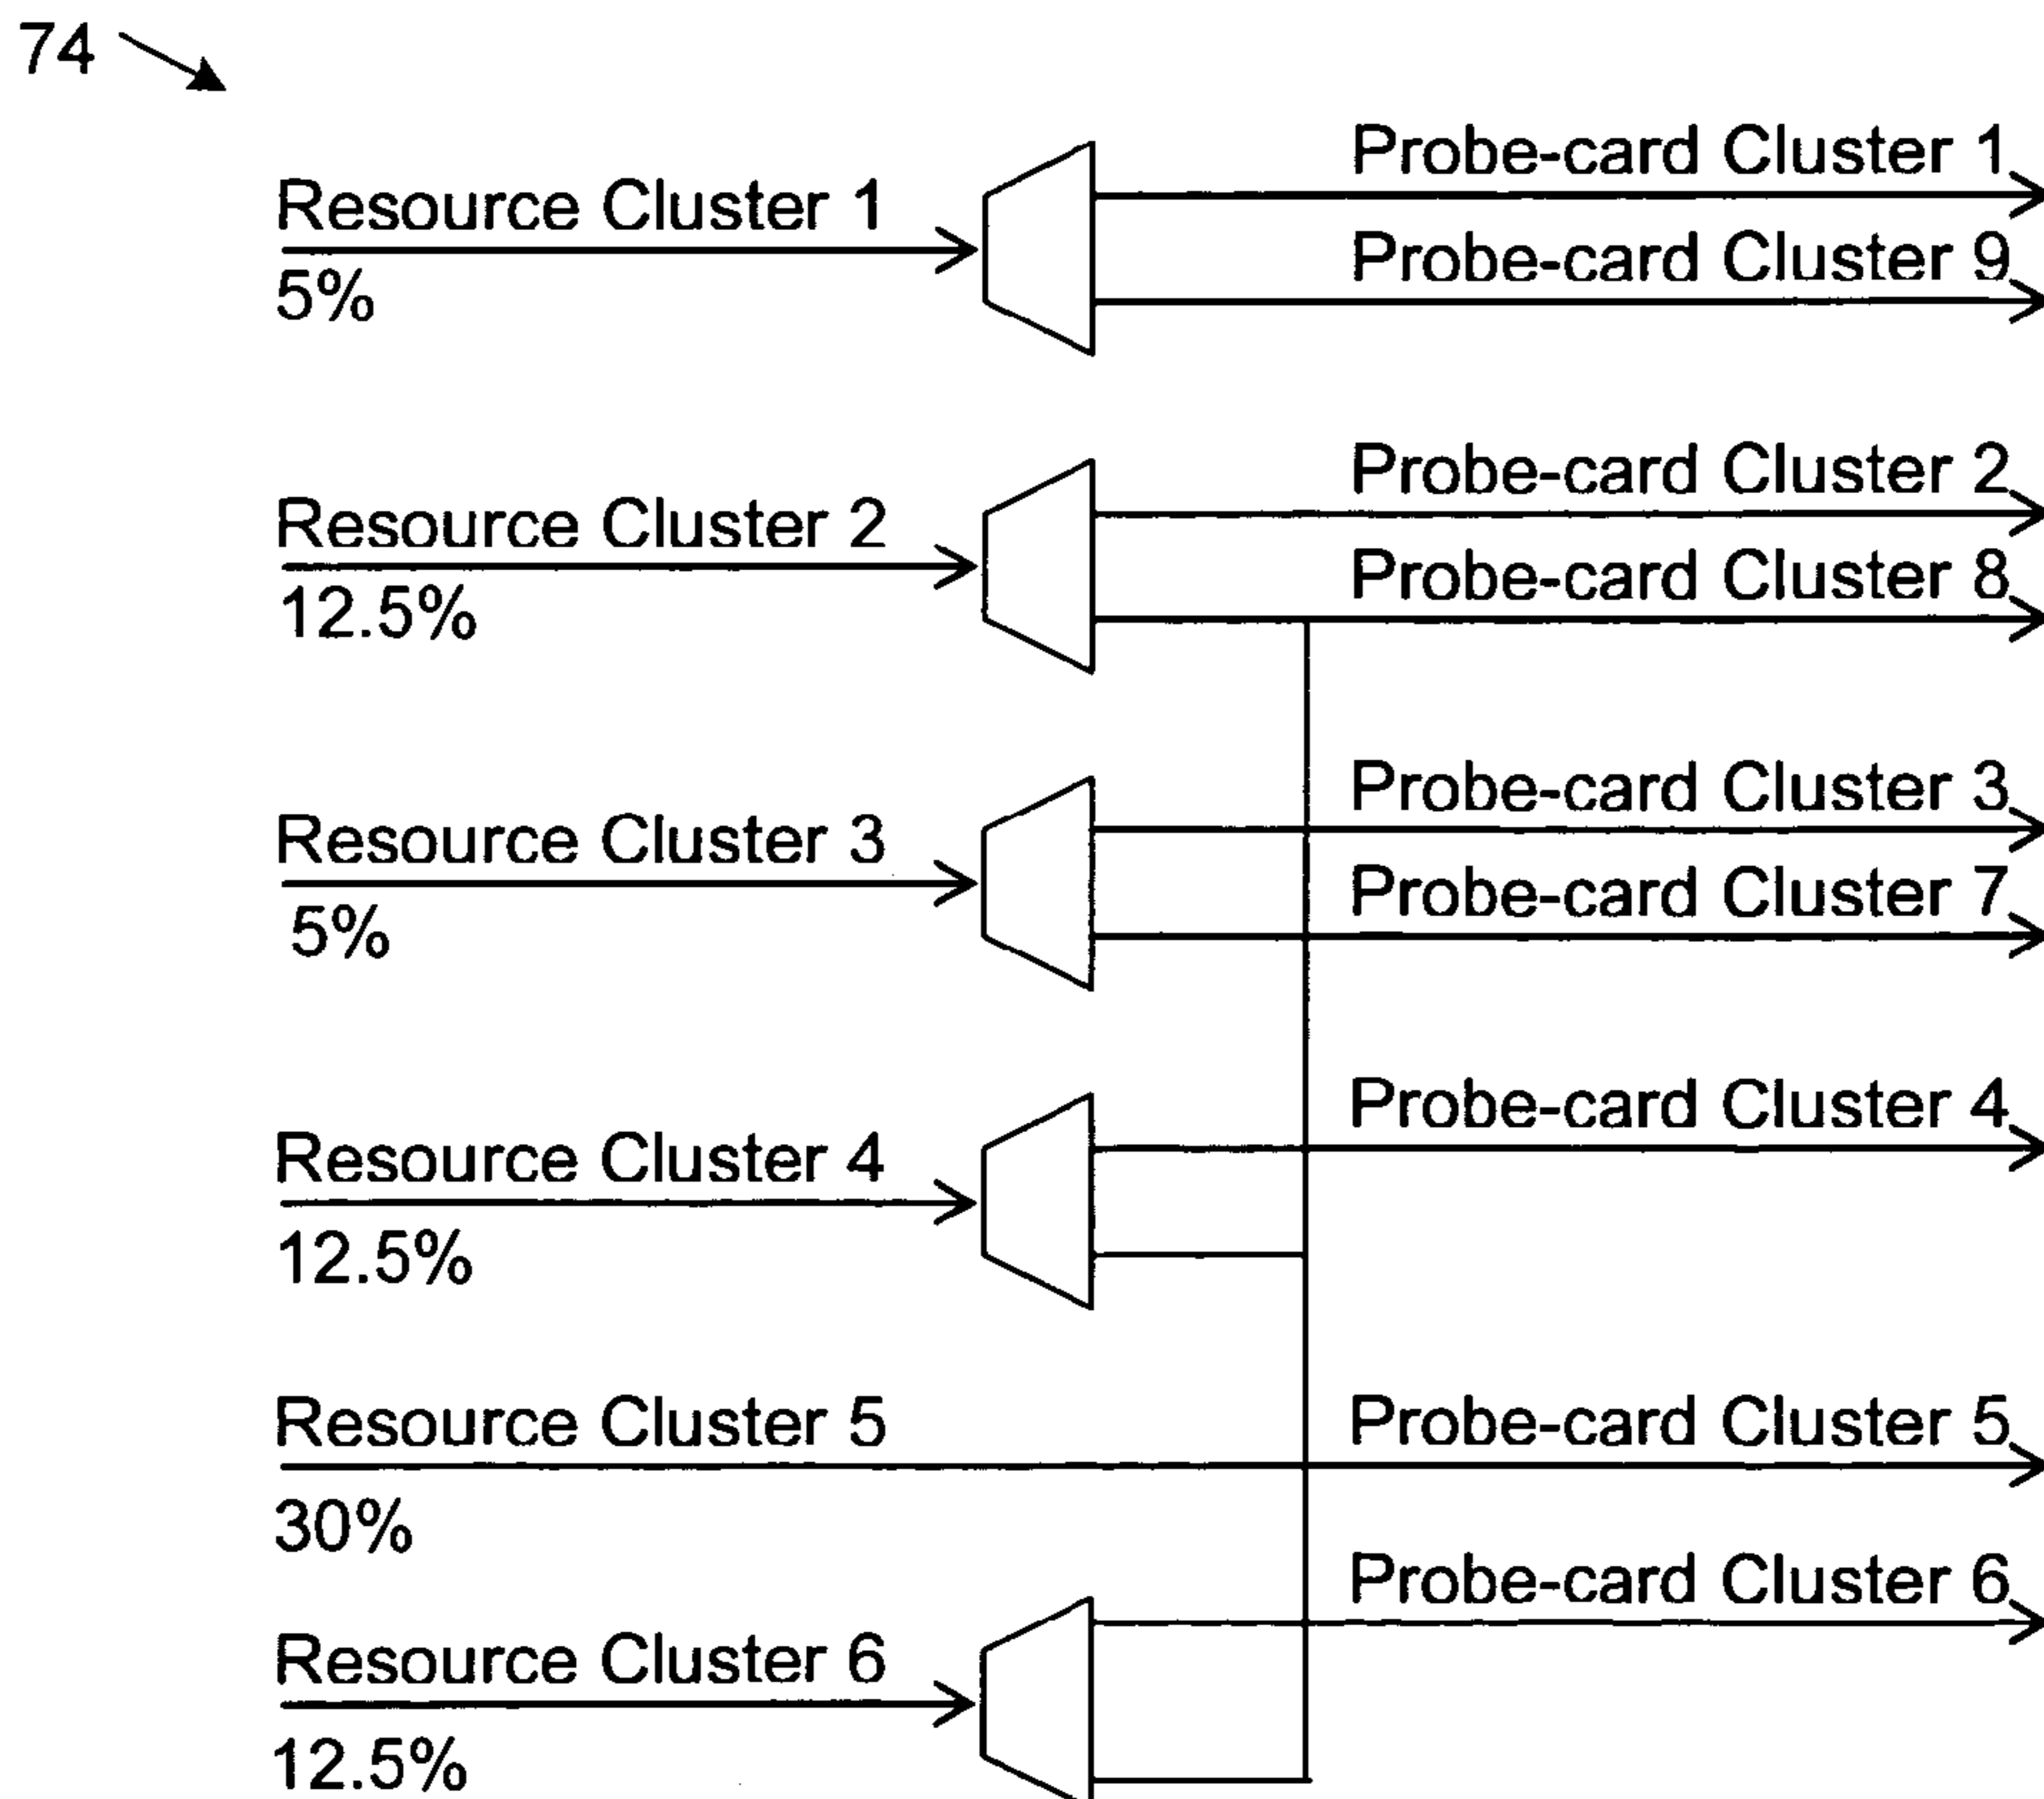 74
Probe-card Cluster 1
Resource Cluster 1
Probe-card Cluster 9
5%
Probe-card Cluster 2
Resource Cluster 2
Probe-card Cluster 8
12.5%
Probe-card Cluster 3
Resource Cluster 3
Probe-card Cluster 7
5%
Probe-card Cluster 4
Resource Cluster 4
12.5%
Resource Cluster 5
Probe-card Cluster 5
30%
Probe-card Cluster 6
Resource Cluster 6
12.5%